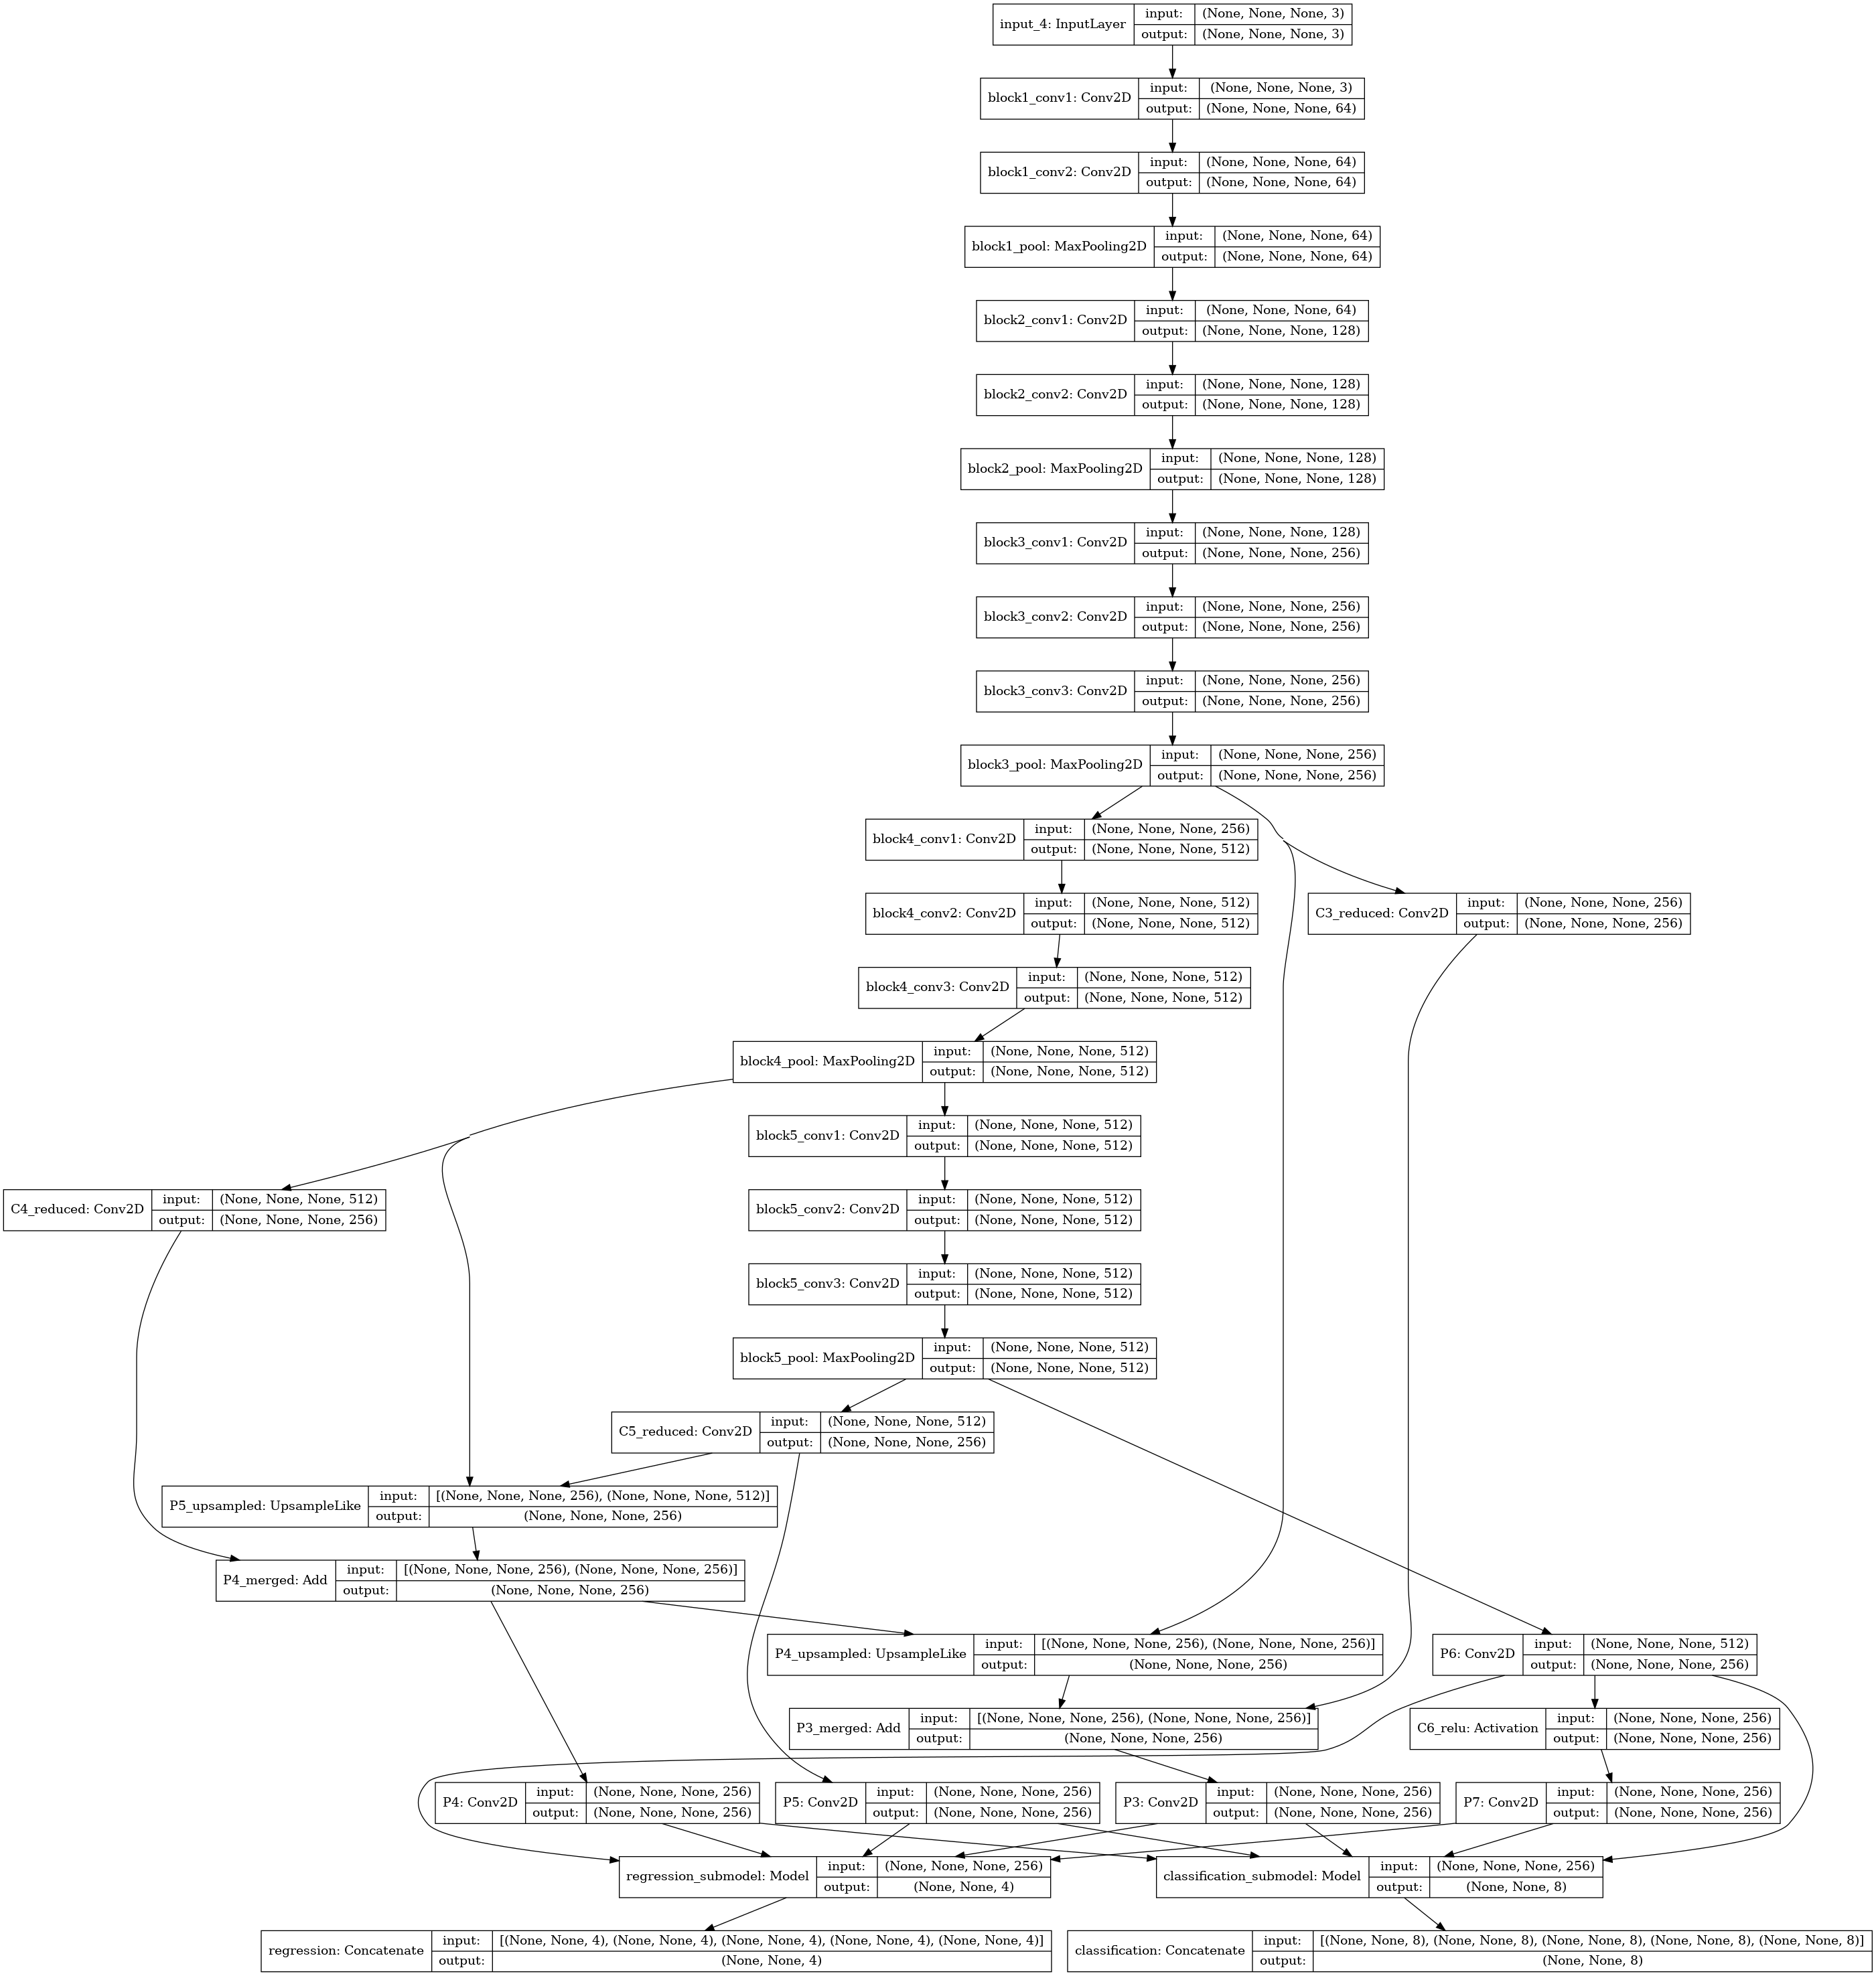 input_4: InputLayer
input: (None, None, None, 3)
output: (None, None, None, 3)
block1_conv1: Conv2D
input: (None, None, None, 3)
output: (None, None, None, 64)
block1_conv2: Conv2D
input: (None, None, None, 64)
output: (None, None, None, 64)
block1_pool: MaxPooling2D
input: (None, None, None, 64)
output: (None, None, None, 64)
block2_conv1: Conv2D
input: (None, None, None, 64)
output: (None, None, None, 128)
block2_conv2: Conv2D
input: (None, None, None, 128)
output: (None, None, None, 128)
block2_pool: MaxPooling2D
input: (None, None, None, 128)
output: (None, None, None, 128)
block3_conv1: Conv2D
input: (None, None, None, 128)
output: (None, None, None, 256)
block3_conv2: Conv2D
input: (None, None, None, 256)
output: (None, None, None, 256)
block3_conv3: Conv2D
input: (None, None, None, 256)
output: (None, None, None, 256)
block3_pool: MaxPooling2D
input: (None, None, None, 256)
output: (None, None, None, 256)
block4_conv1: Conv2D
input: (None, None, None, 256)
output: (None, None, None, 512)
block4_conv2: Conv2D
input: (None, None, None, 512)
output: (None, None, None, 512)
C3_reduced: Conv2D
input: (None, None, None, 256)
output: (None, None, None, 256)
block4_conv3: Conv2D
input: (None, None, None, 512)
output: (None, None, None, 512)
block4_pool: MaxPooling2D
input: (None, None, None, 512)
output: (None, None, None, 512)
block5_conv1: Conv2D
input: (None, None, None, 512)
output: (None, None, None, 512)
C4_reduced: Conv2D
input: (None, None, None, 512)
output: (None, None, None, 256)
block5_conv2: Conv2D
input: (None, None, None, 512)
output: (None, None, None, 512)
block5_conv3: Conv2D
input: (None, None, None, 512)
output: (None, None, None, 512)
block5_pool: MaxPooling2D
input: (None, None, None, 512)
output: (None, None, None, 512)
C5_reduced: Conv2D
input: (None, None, None, 512)
output: (None, None, None, 256)
P5_upsampled: UpsampleLike
input: [(None, None, None, 256), (None, None, None, 512)]
output: (None, None, None, 256)
P4_merged: Add
input: [(None, None, None, 256), (None, None, None, 256)]
output: (None, None, None, 256)
P4_upsampled: UpsampleLike
input: [(None, None, None, 256), (None, None, None, 256)]
output: (None, None, None, 256)
P6: Conv2D
input: (None, None, None, 512)
output: (None, None, None, 256)
P3_merged: Add
input: [(None, None, None, 256), (None, None, None, 256)]
output: (None, None, None, 256)
C6_relu: Activation
input: (None, None, None, 256)
output: (None, None, None, 256)
P4: Conv2D
input: (None, None, None, 256)
output: (None, None, None, 256)
P5: Conv2D
input: (None, None, None, 256)
output: (None, None, None, 256)
P3: Conv2D
input: (None, None, None, 256)
output: (None, None, None, 256)
P7: Conv2D
input: (None, None, None, 256)
output: (None, None, None, 256)
regression_submodel: Model
input: (None, None, None, 256)
output: (None, None, 4)
classification_submodel: Model
input: (None, None, None, 256)
output: (None, None, 8)
regression: Concatenate
input: [(None, None, 4), (None, None, 4), (None, None, 4), (None, None, 4), (None, None, 4)]
output: (None, None, 4)
classification: Concatenate
input: [(None, None, 8), (None, None, 8), (None, None, 8), (None, None, 8), (None, None, 8)]
output: (None, None, 8)